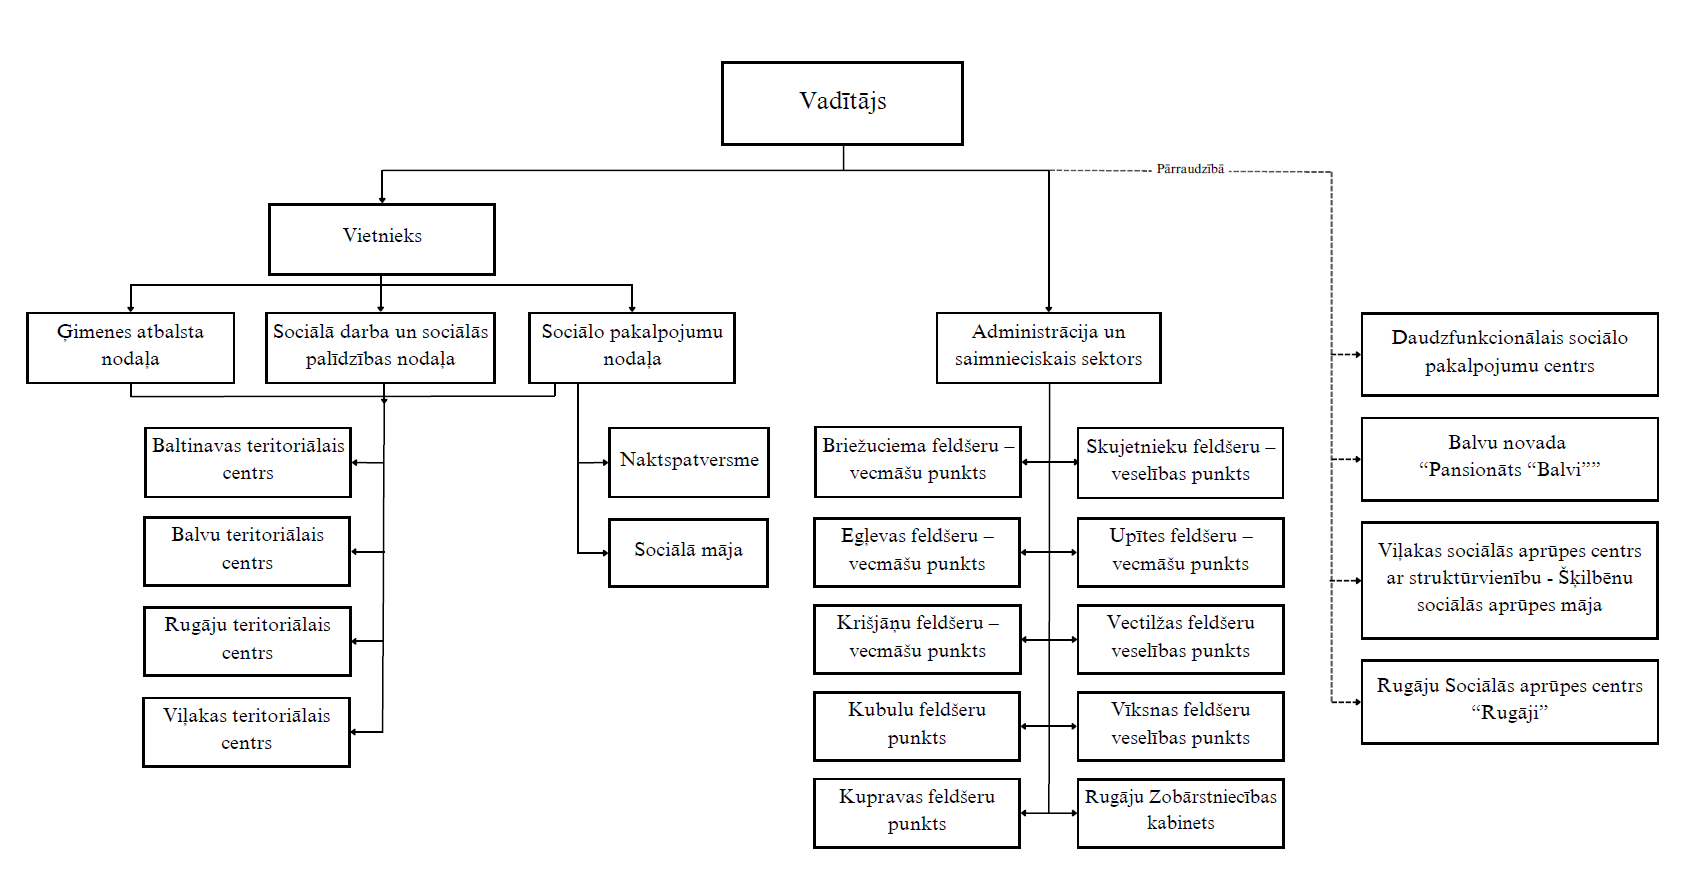 Vadītājs
Pārraudzībā
Vietnieks
Ģimenes atbalsta
nodaļa
Sociālā darba un sociālās
palīdzības nodaļa
Sociālo pakalpojumu
nodaļa
Administrācija un
saimnieciskais sektors
Baltinavas teritoriālais
centrs
Balvu teritoriālais
centrs
Rugāju teritoriālais
centrs
Viļakas teritoriālais
centrs
Naktspatversme
Sociālā māja
Briežuciema feldšeru –
vecmāšu punkts
Egļevas feldšeru –
vecmāšu punkts
Krišjāņu feldšeru –
vecmāšu punkts
Kubulu feldšeru
punkts
Kupravas feldšeru
punkts
Skujetnieku feldšeru –
veselības punkts
Upītes feldšeru –
vecmāšu punkts
Vectilžas feldšeru
veselības punkts
Vīksnas feldšeru
veselības punkts
Rugāju Zobārstniecības
kabinets
Daudzfunkcionālais sociālo
pakalpojumu centrs
Balvu novada
“Pansionāts “Balvi””
Viļakas sociālās aprūpes centrs
ar struktūrvienību - Šķilbēnu
sociālās aprūpes māja
Rugāju Sociālās aprūpes centrs
“Rugāji”